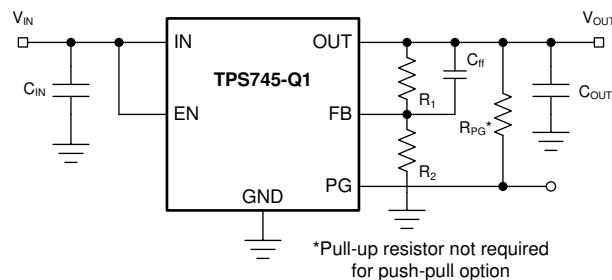 V_IN
V_OUT
IN
OUT
C_ff
TPS745-Q1
R_1
C_IN
C_OUT
EN
FB
R_PG*
R_2
PG
GND
*Pull-up resistor not required
for push-pull option